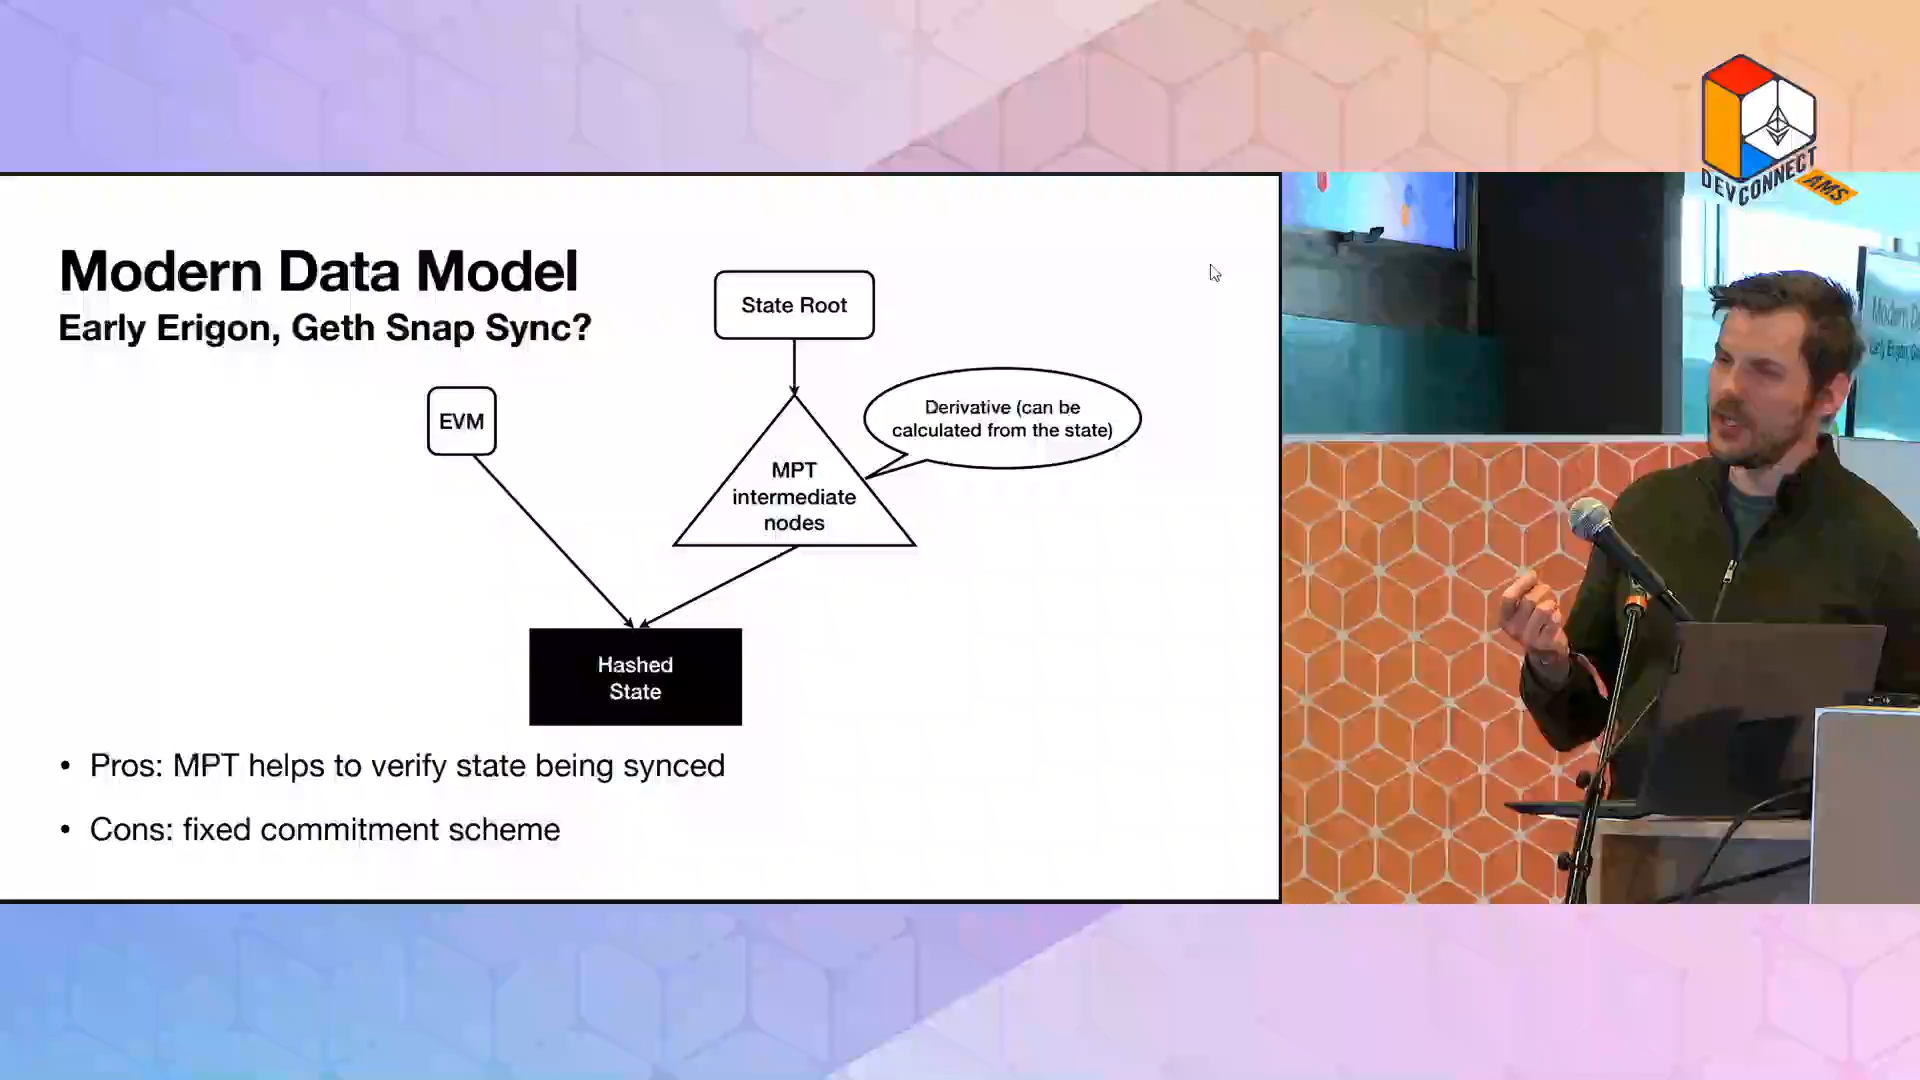 DEVCONNECT
AMS
Modern Data Model
Early Erigon, Geth Snap Sync?
State Root
EVM
Derivative (can be
calculated from the state)
MPT
intermediate
nodes
Hashed
State
• Pros: MPT helps to verify state being synced
• Cons: fixed commitment scheme